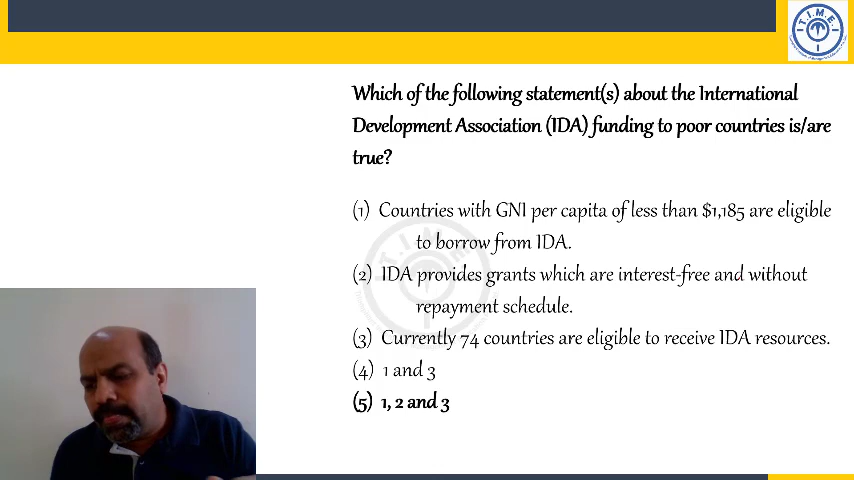 T.I.M.E.
Which of the following statement(s) about the International
Development Association (IDA) funding to poor countries is/are
true?
(1) Countries with GNI per capita of less than $1,185 are eligible
to borrow from IDA.
(2) IDA provides grants which are interest-free and without
repayment schedule.
(3) Currently 74 countries are eligible to receive IDA resources.
(4) 1 and 3
(5) 1, 2 and 3